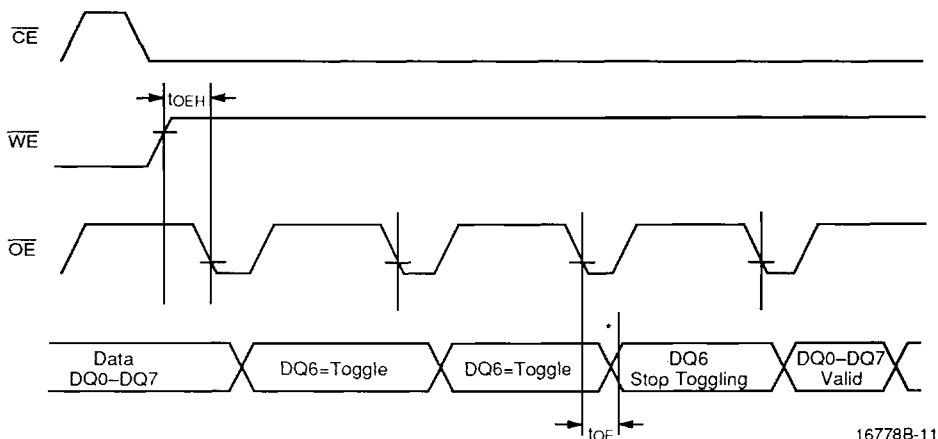 CE
tOEH
WE
OE
*
Data
DQ0–DQ7
DQ6=Toggle
DQ6=Toggle
DQ6
Stop Toggling
DQ0–DQ7
Valid
tOE
16778B-11